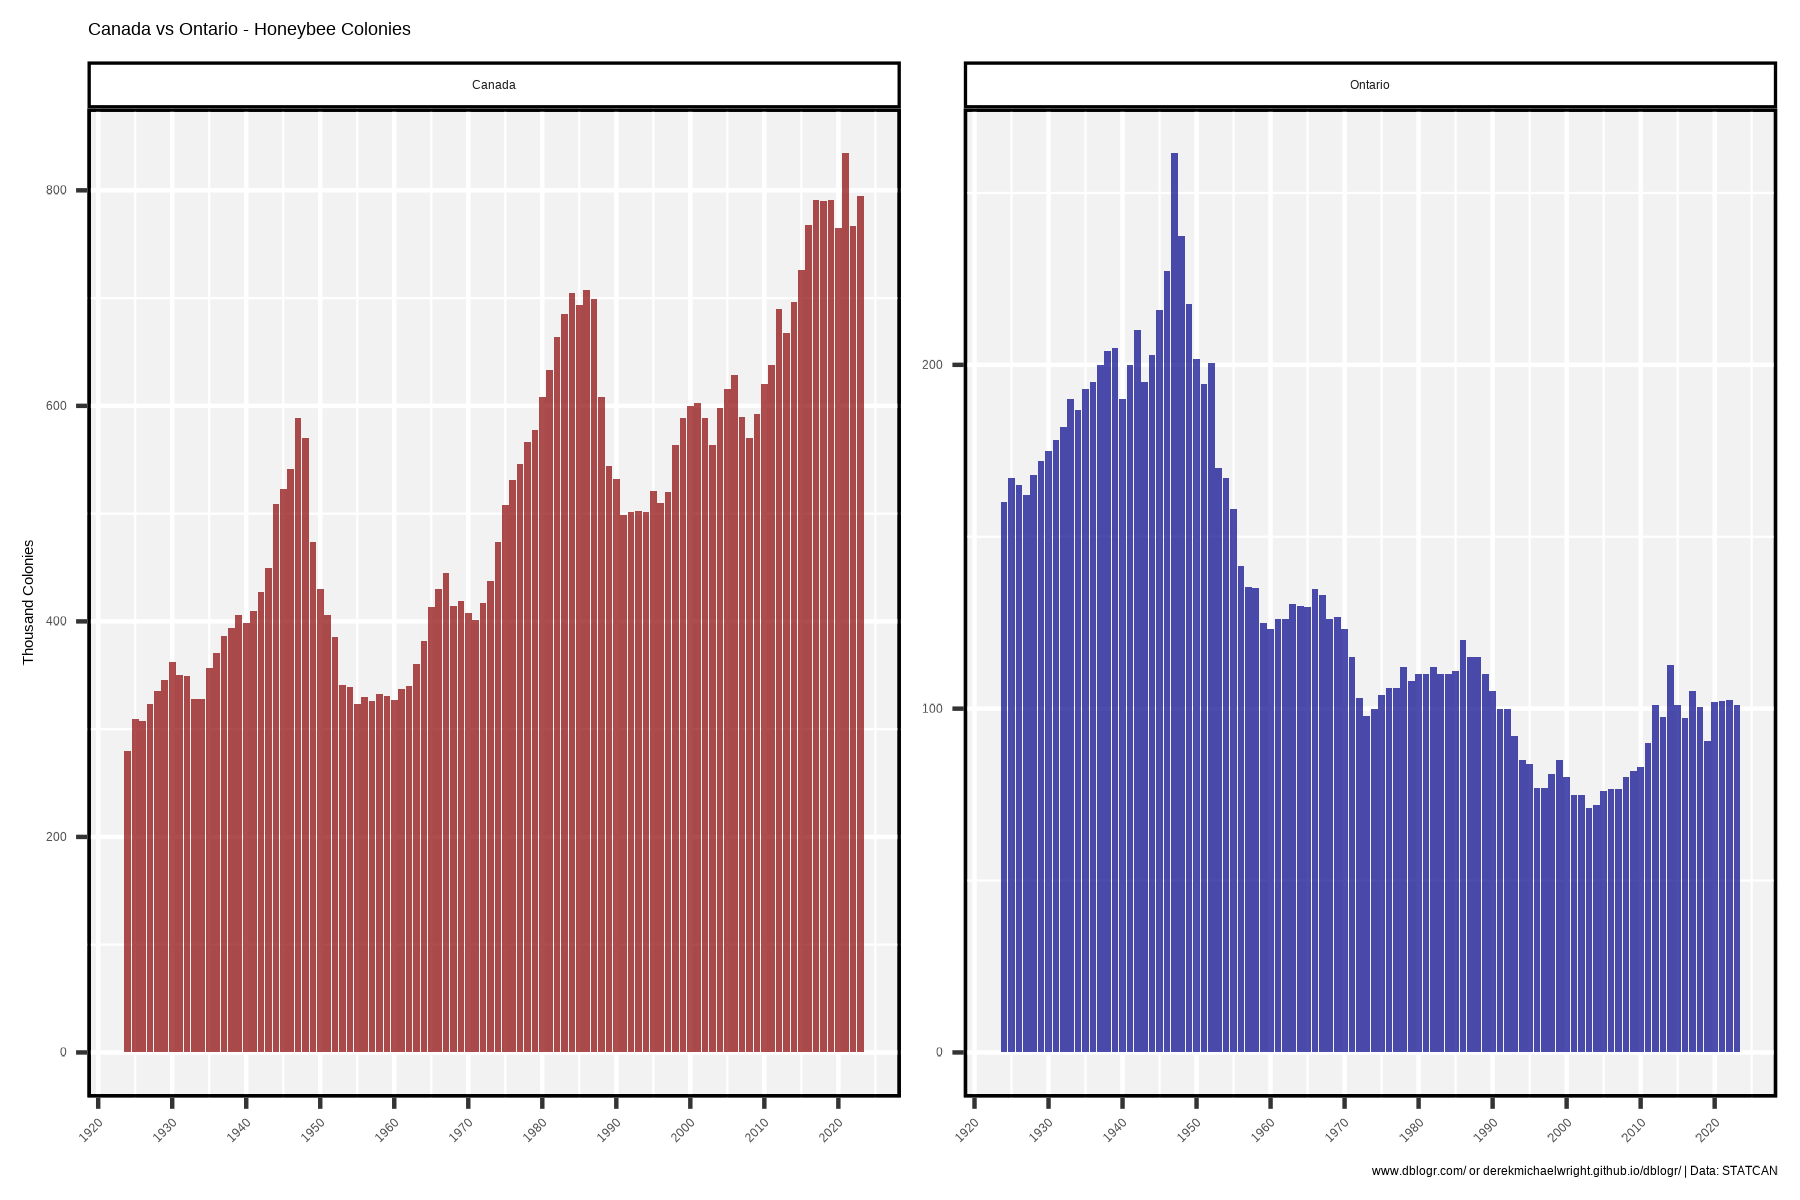 Canada vs Ontario - Honeybee Colonies
Canada
Ontario
Thousand Colonies
800
600
400
200
0
200
100
0
1920 1930 1940 1950 1960 1970 1980 1990 2000 2010 2020
1920 1930 1940 1950 1960 1970 1980 1990 2000 2010 2020
www.dblogr.com/ or derekmichaelwright.github.io/dblogr/ | Data: STATCAN